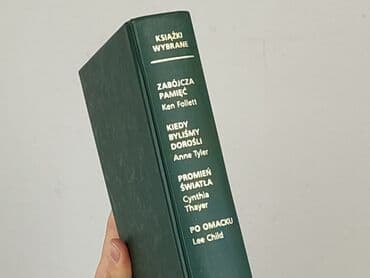 KSIĄŻKI
WYBRANE
ZABÓJCZA
PAMIĘĆ
Ken Follett
KIEDY
BYLIŚMY
DOROŚLI
Anne Tyler
PROMIEŃ
ŚWIATŁA
Cynthia
Thayer
PO OMACKU
Lee Child